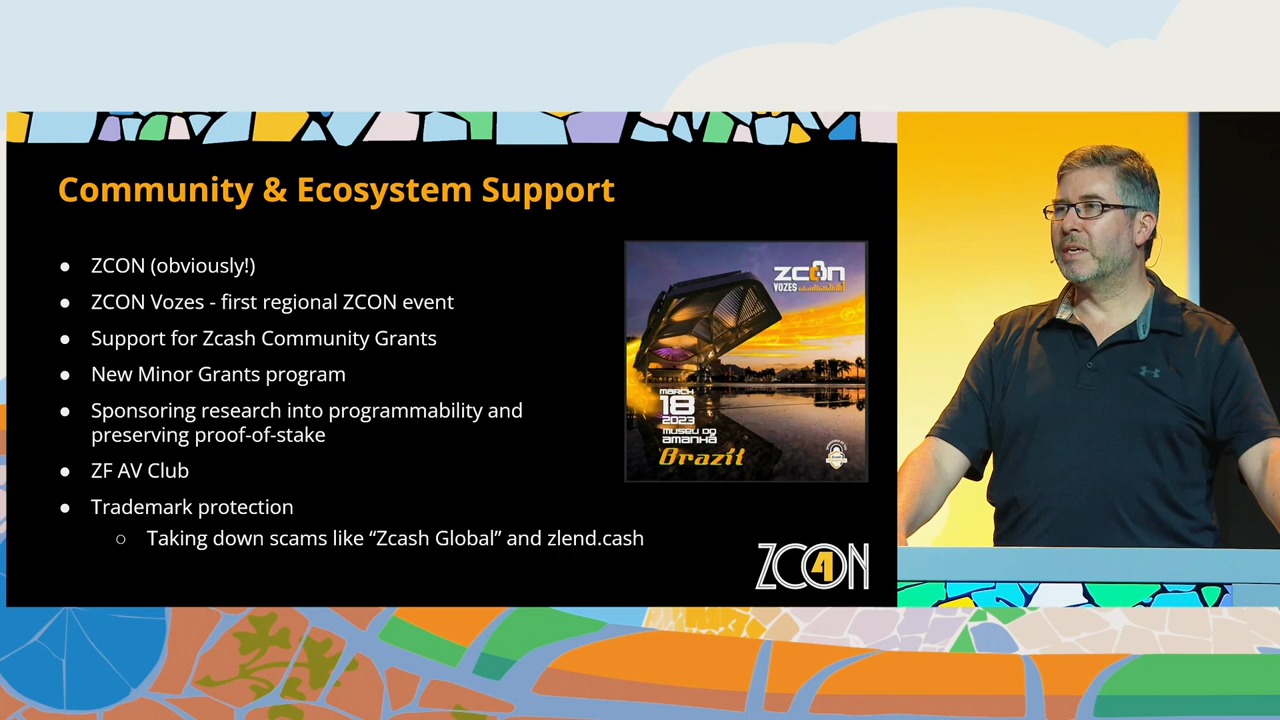 Community & Ecosystem Support
● ZCON (obviously!)
● ZCON Vozes - first regional ZCON event
● Support for Zcash Community Grants
● New Minor Grants program
● Sponsoring research into programmability and
preserving proof-of-stake
● ZF AV Club
● Trademark protection
○ Taking down scams like “Zcash Global” and zlend.cash
ZCON
VOZES
MARCH
18
2023
MUSEU DO
AMANHÃ
Brazil
ZCON4